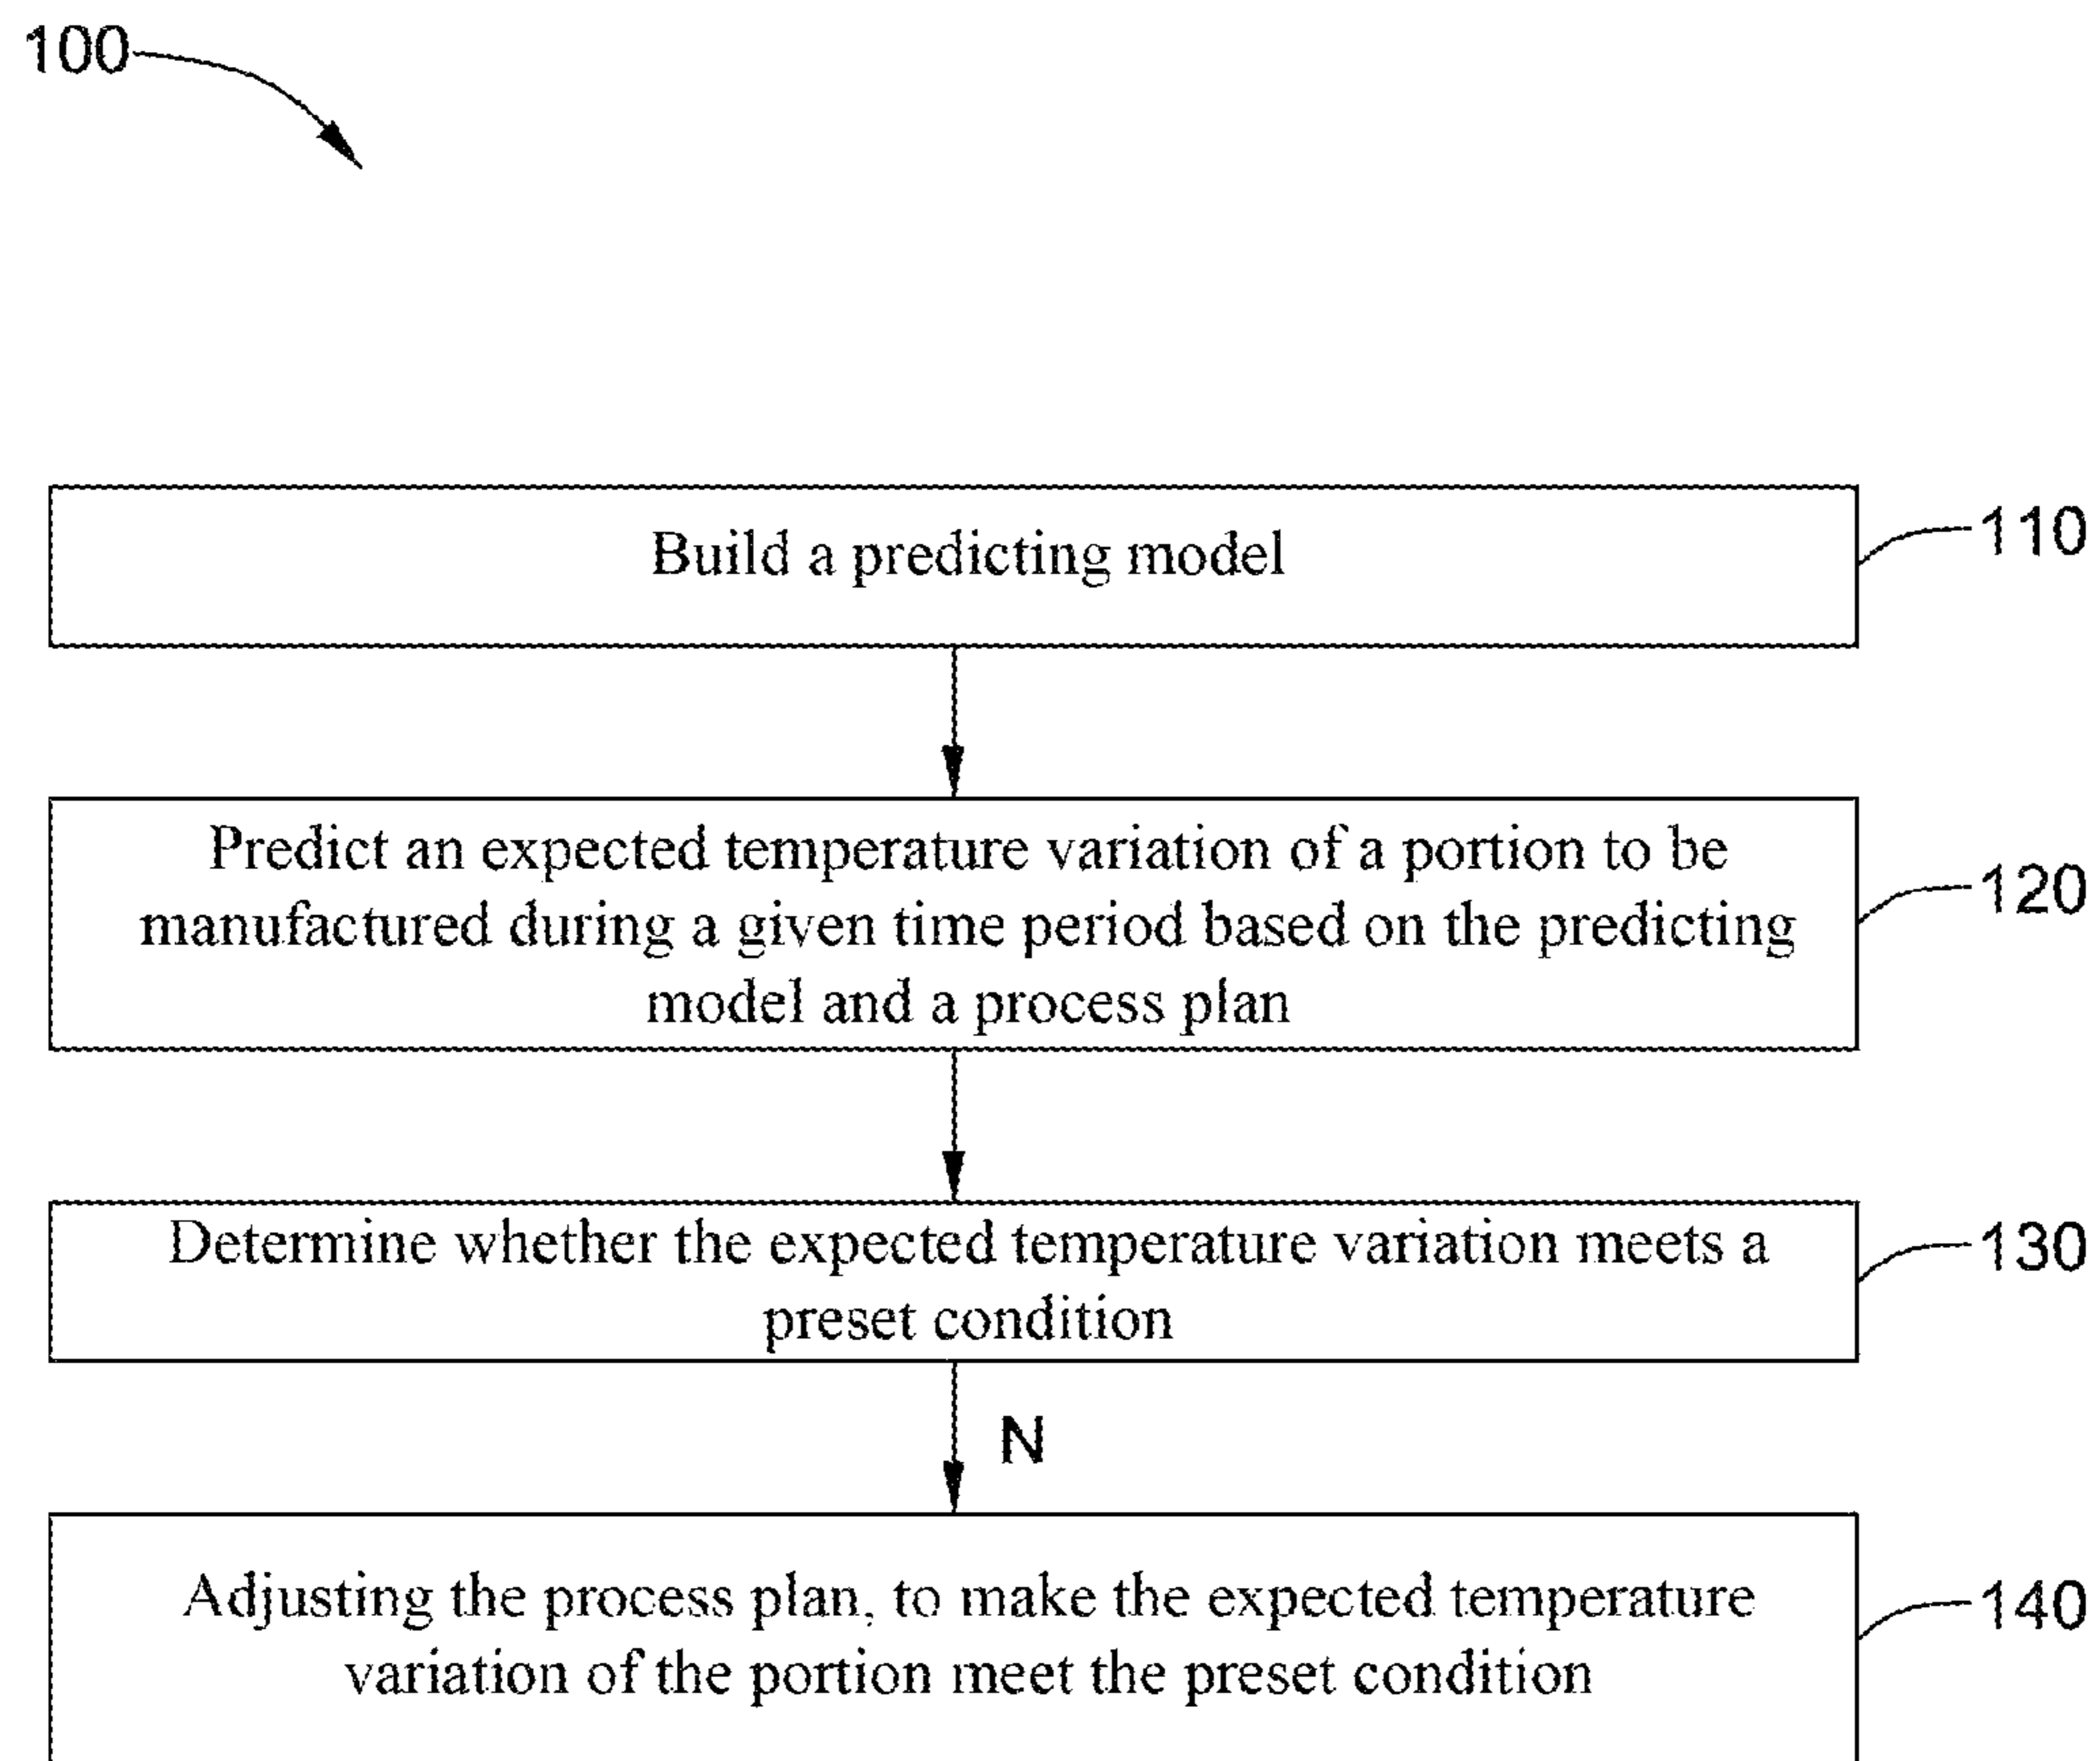 100
Build a predicting model
110
Predict an expected temperature variation of a portion to be
manufactured during a given time period based on the predicting
model and a process plan
120
Determine whether the expected temperature variation meets a
preset condition
130
N
Adjusting the process plan, to make the expected temperature
variation of the portion meet the preset condition
140